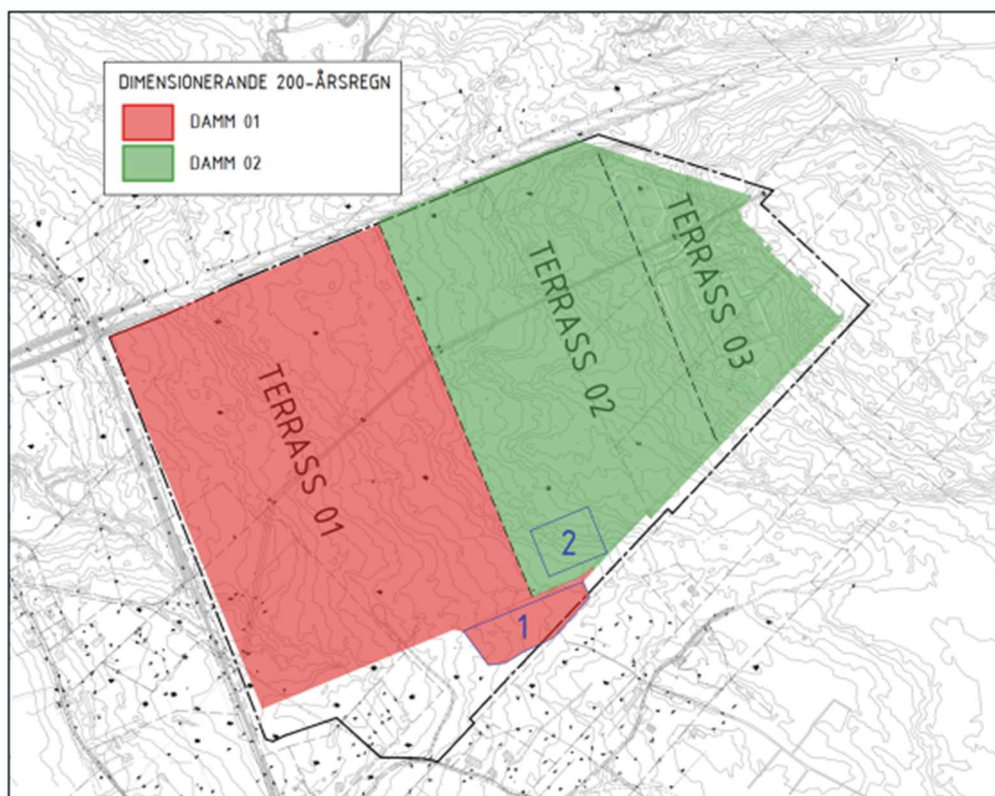 DIMENSIONERANDE 200-ÅRSREGN
DAMM 01
DAMM 02
TERRASS 01
TERRASS 02
TERRASS 03
2
1